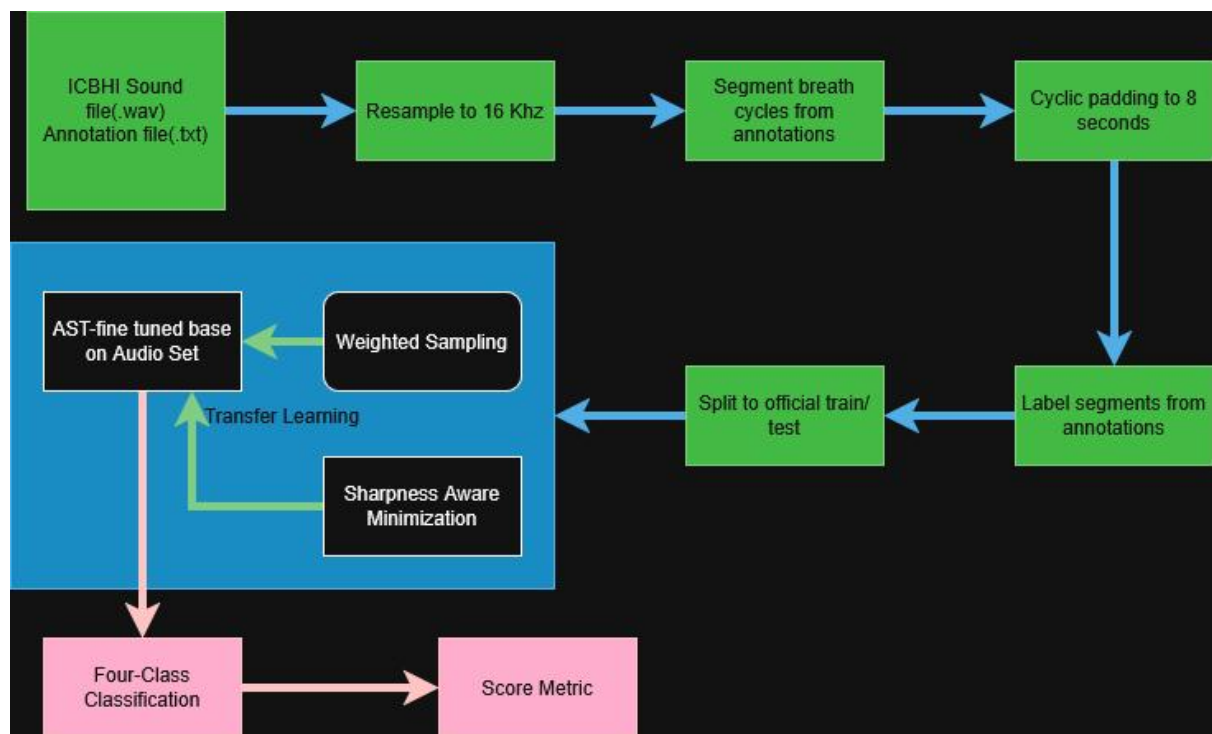 ICBHI Sound
file(.wav)
Annotation file(.txt)
Resample to 16 Khz
Segment breath
cycles from
annotations
Cyclic padding to 8
seconds
Label segments from
annotations
Split to official train/
test
AST-fine tuned base
on Audio Set
Weighted Sampling
Transfer Learning
Sharpness Aware
Minimization
Four-Class
Classification
Score Metric